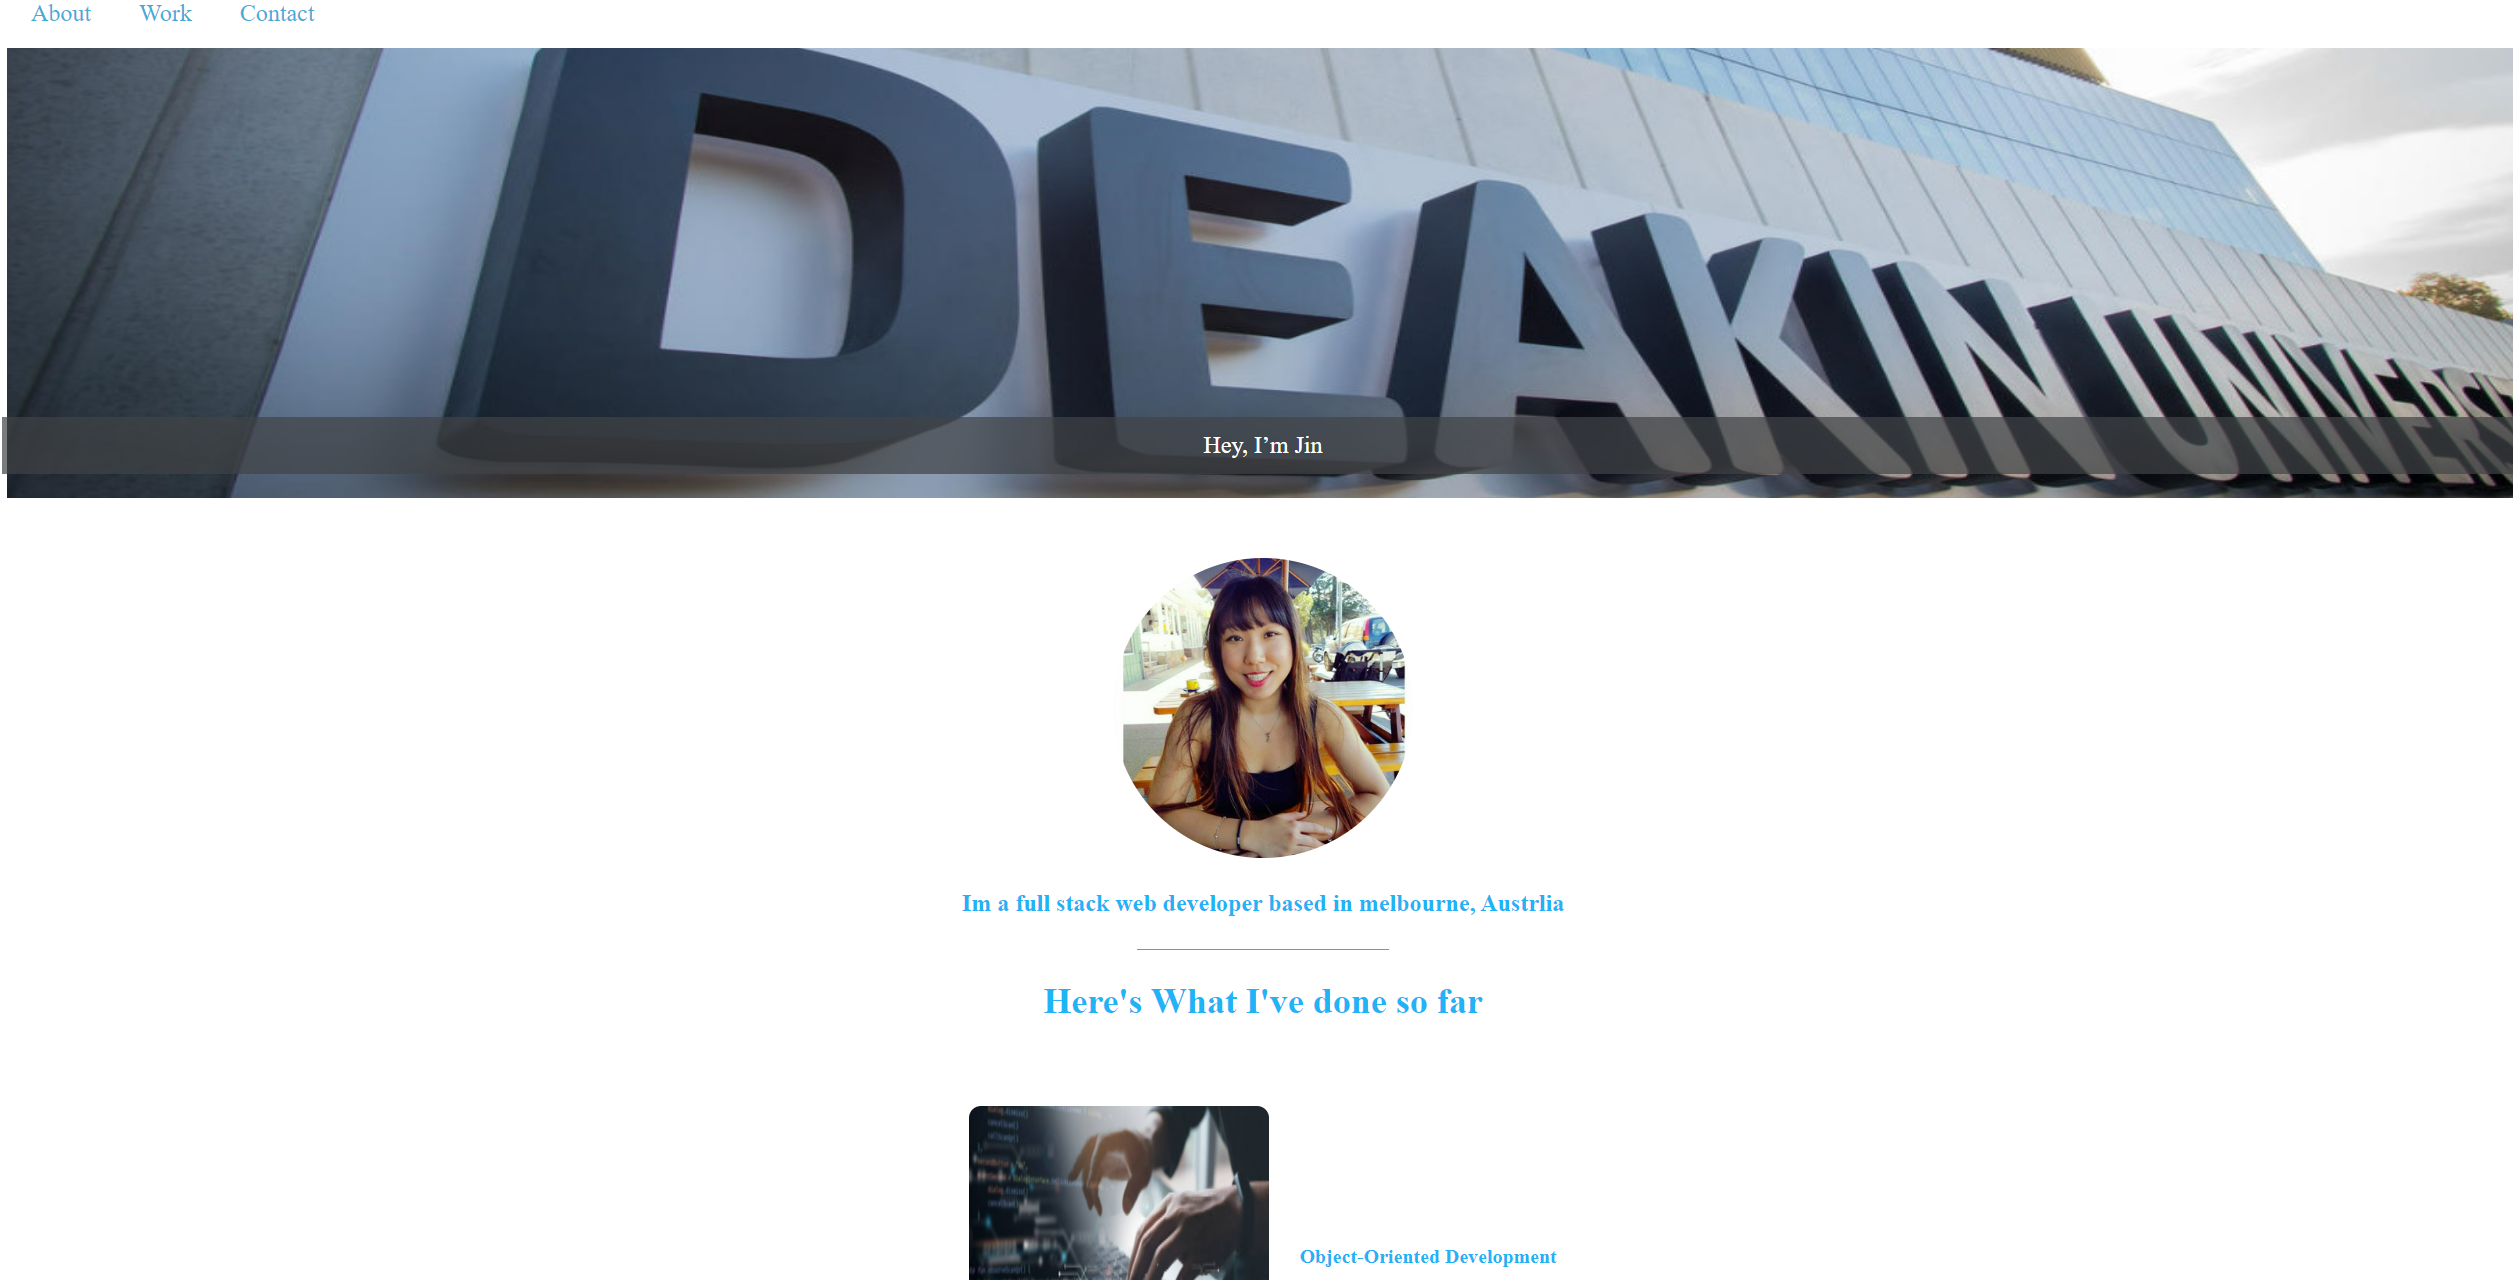 About Work Contact
DEAKIN UNIVERSIT
Hey, I’m Jin
Im a full stack web developer based in melbourne, Austrlia
Here's What I've done so far
Object-Oriented Development